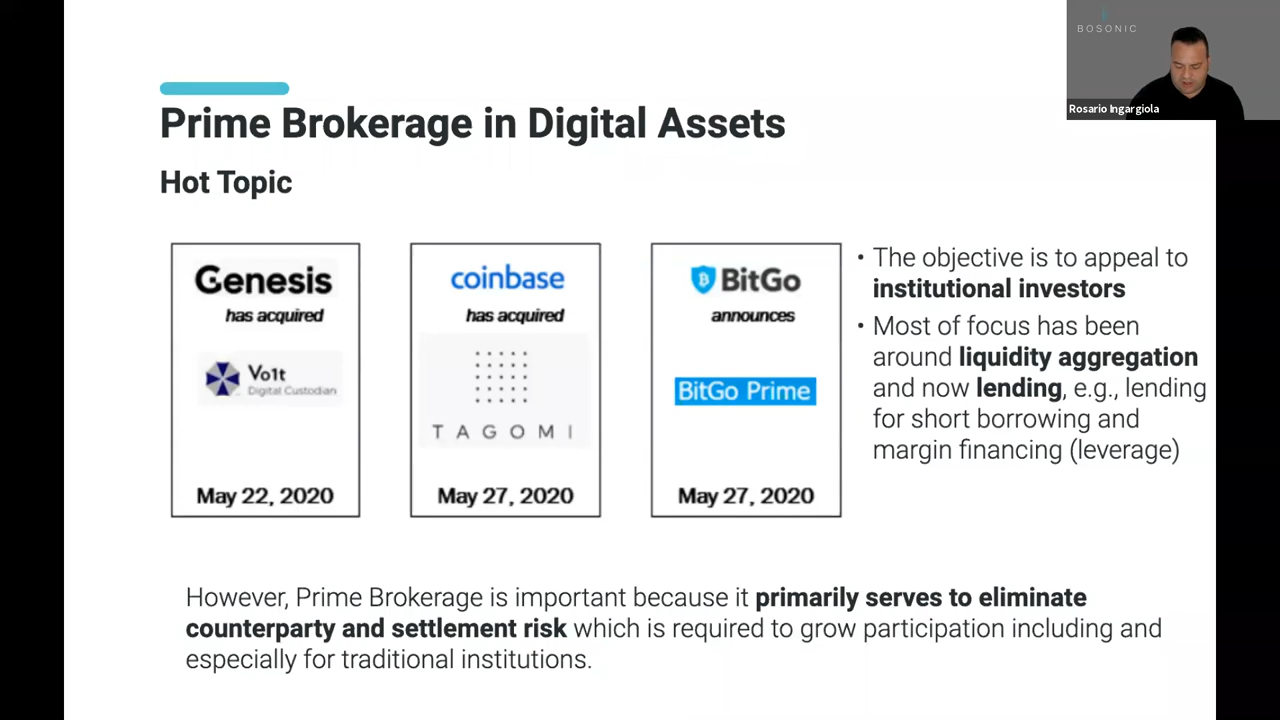 BOSONIC
Rosario Ingargiola
Prime Brokerage in Digital Assets
Hot Topic
Genesis
has acquired
Vo1t
Digital Custodian
May 22, 2020
coinbase
has acquired
TAGOMI
May 27, 2020
BitGo
announces
BitGo Prime
May 27, 2020
• The objective is to appeal to
institutional investors
• Most of focus has been
around liquidity aggregation
and now lending, e.g., lending
for short borrowing and
margin financing (leverage)
However, Prime Brokerage is important because it primarily serves to eliminate
counterparty and settlement risk which is required to grow participation including and
especially for traditional institutions.